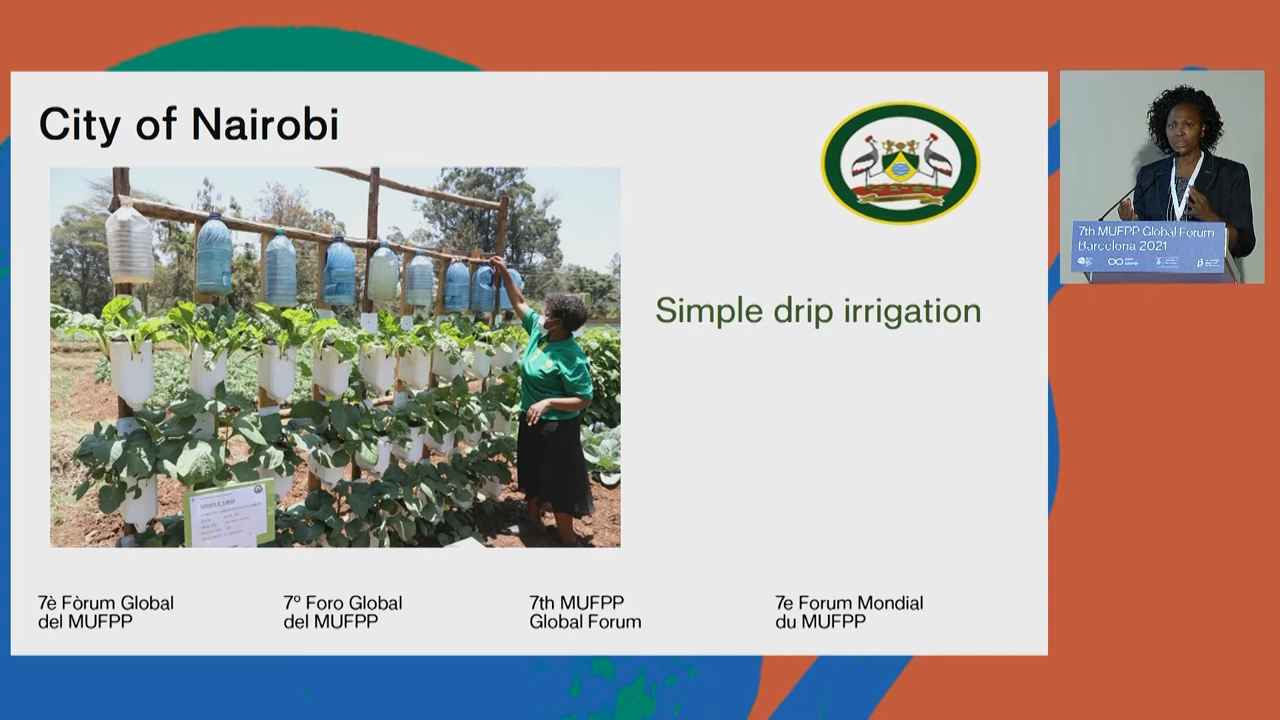 City of Nairobi
Simple drip irrigation
7th MUFPP Global Forum
Barcelona 2021
SIMPLE DRIP
7è Fòrum Global
del MUFPP
7º Foro Global
del MUFPP
7th MUFPP
Global Forum
7e Forum Mondial
du MUFPP